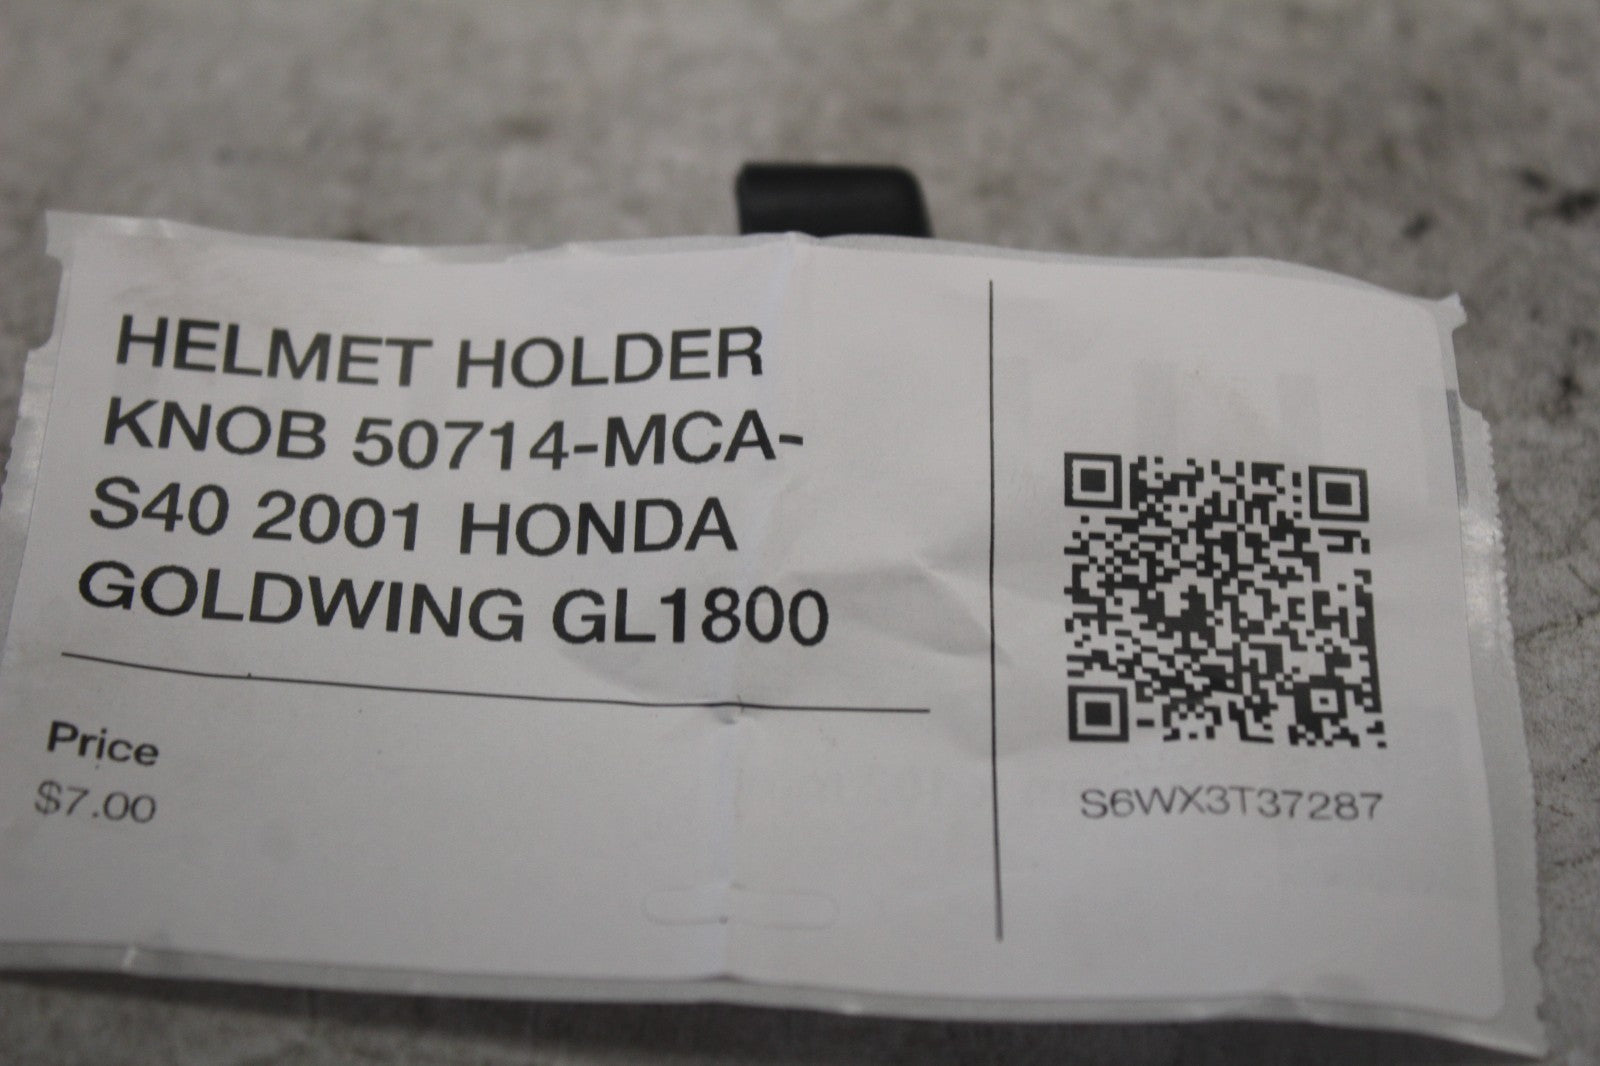 HELMET HOLDER
KNOB 50714-MCA-
S40 2001 HONDA
GOLDWING GL1800
Price
$7.00
S6WX3T37287